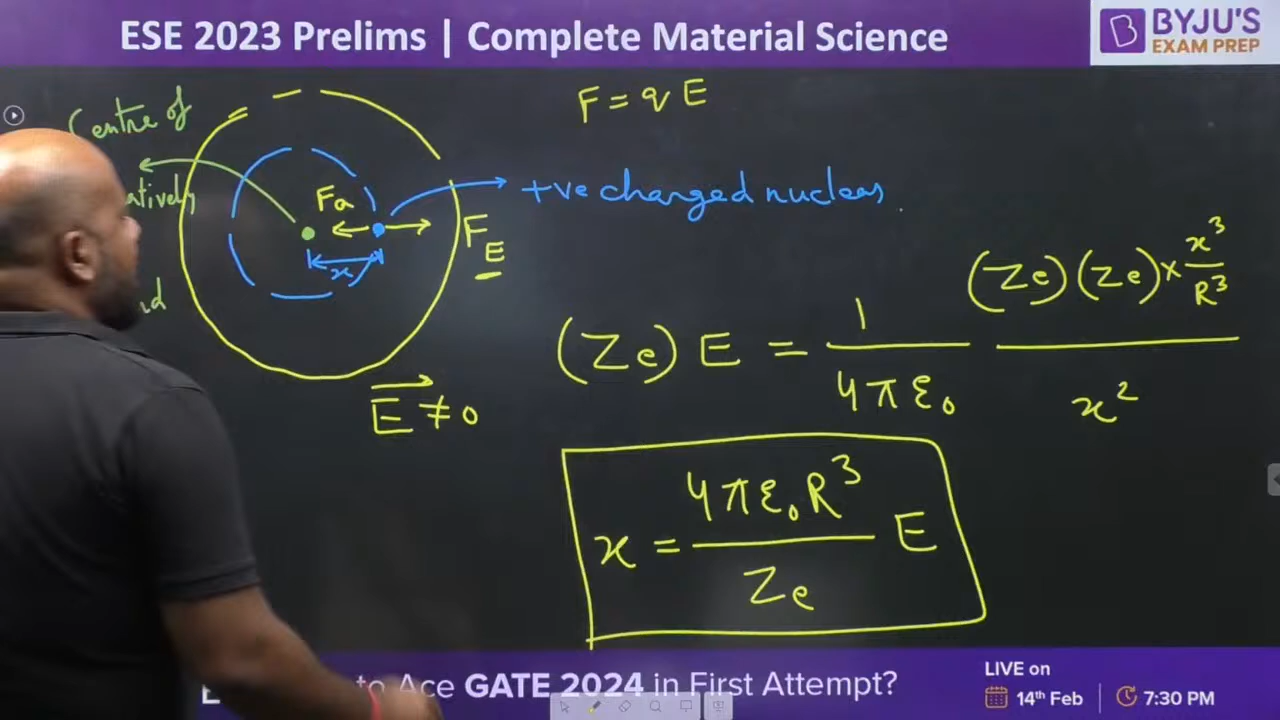 ESE 2023 Prelims | Complete Material Science
BYJU'S
EXAM PREP
Centre of
F = q E
+ve changed nucleus
Fa
F_E
x
E ≠ 0
(Ze) E = 1 / 4πε₀ (Ze)(Ze) × x³/R³ / x²
x = 4πε₀R³ / Ze E
to Ace GATE 2024 in First Attempt?
LIVE on
14th Feb | 7:30 PM